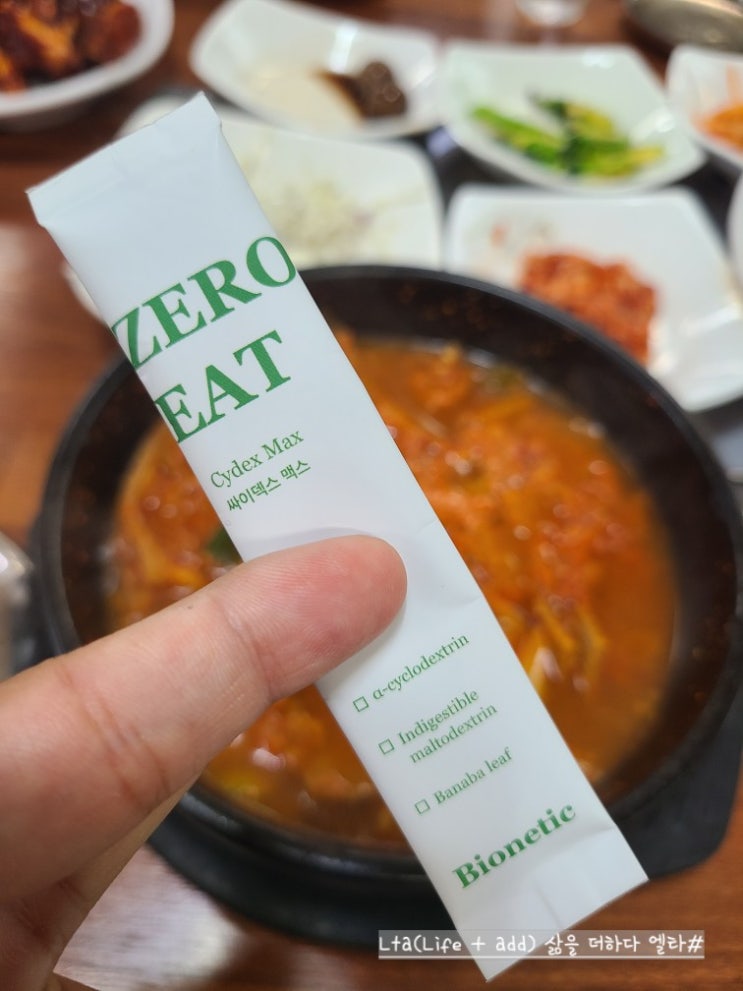 ZERO
EAT
Cydex Max
싸이덱스 맥스
☐ α-cyclodextrin
☐ Indigestible
maltodextrin
☐ Banaba leaf
Bionetic
Lta(Life + add) 삶을 더하다 엘타#